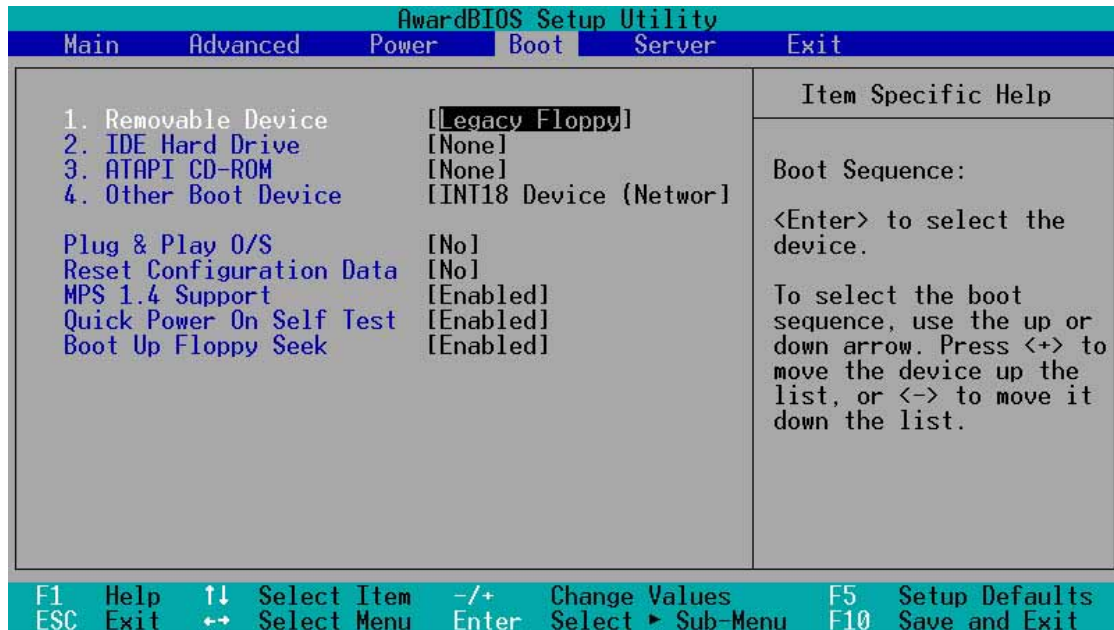 AwardBIOS Setup Utility
Main Advanced Power Boot Server Exit
1. Removable Device [Legacy Floppy]
2. IDE Hard Drive [None]
3. ATAPI CD-ROM [None]
4. Other Boot Device [INT18 Device (Networ]
Plug & Play O/S [No]
Reset Configuration Data [No]
MPS 1.4 Support [Enabled]
Quick Power On Self Test [Enabled]
Boot Up Floppy Seek [Enabled]
Item Specific Help
Boot Sequence:
<Enter> to select the
device.
To select the boot
sequence, use the up or
down arrow. Press <+> to
move the device up the
list, or <-> to move it
down the list.
F1 Help ↑↓ Select Item -/+ Change Values F5 Setup Defaults
ESC Exit ←→ Select Menu Enter Select ► Sub-Menu F10 Save and Exit